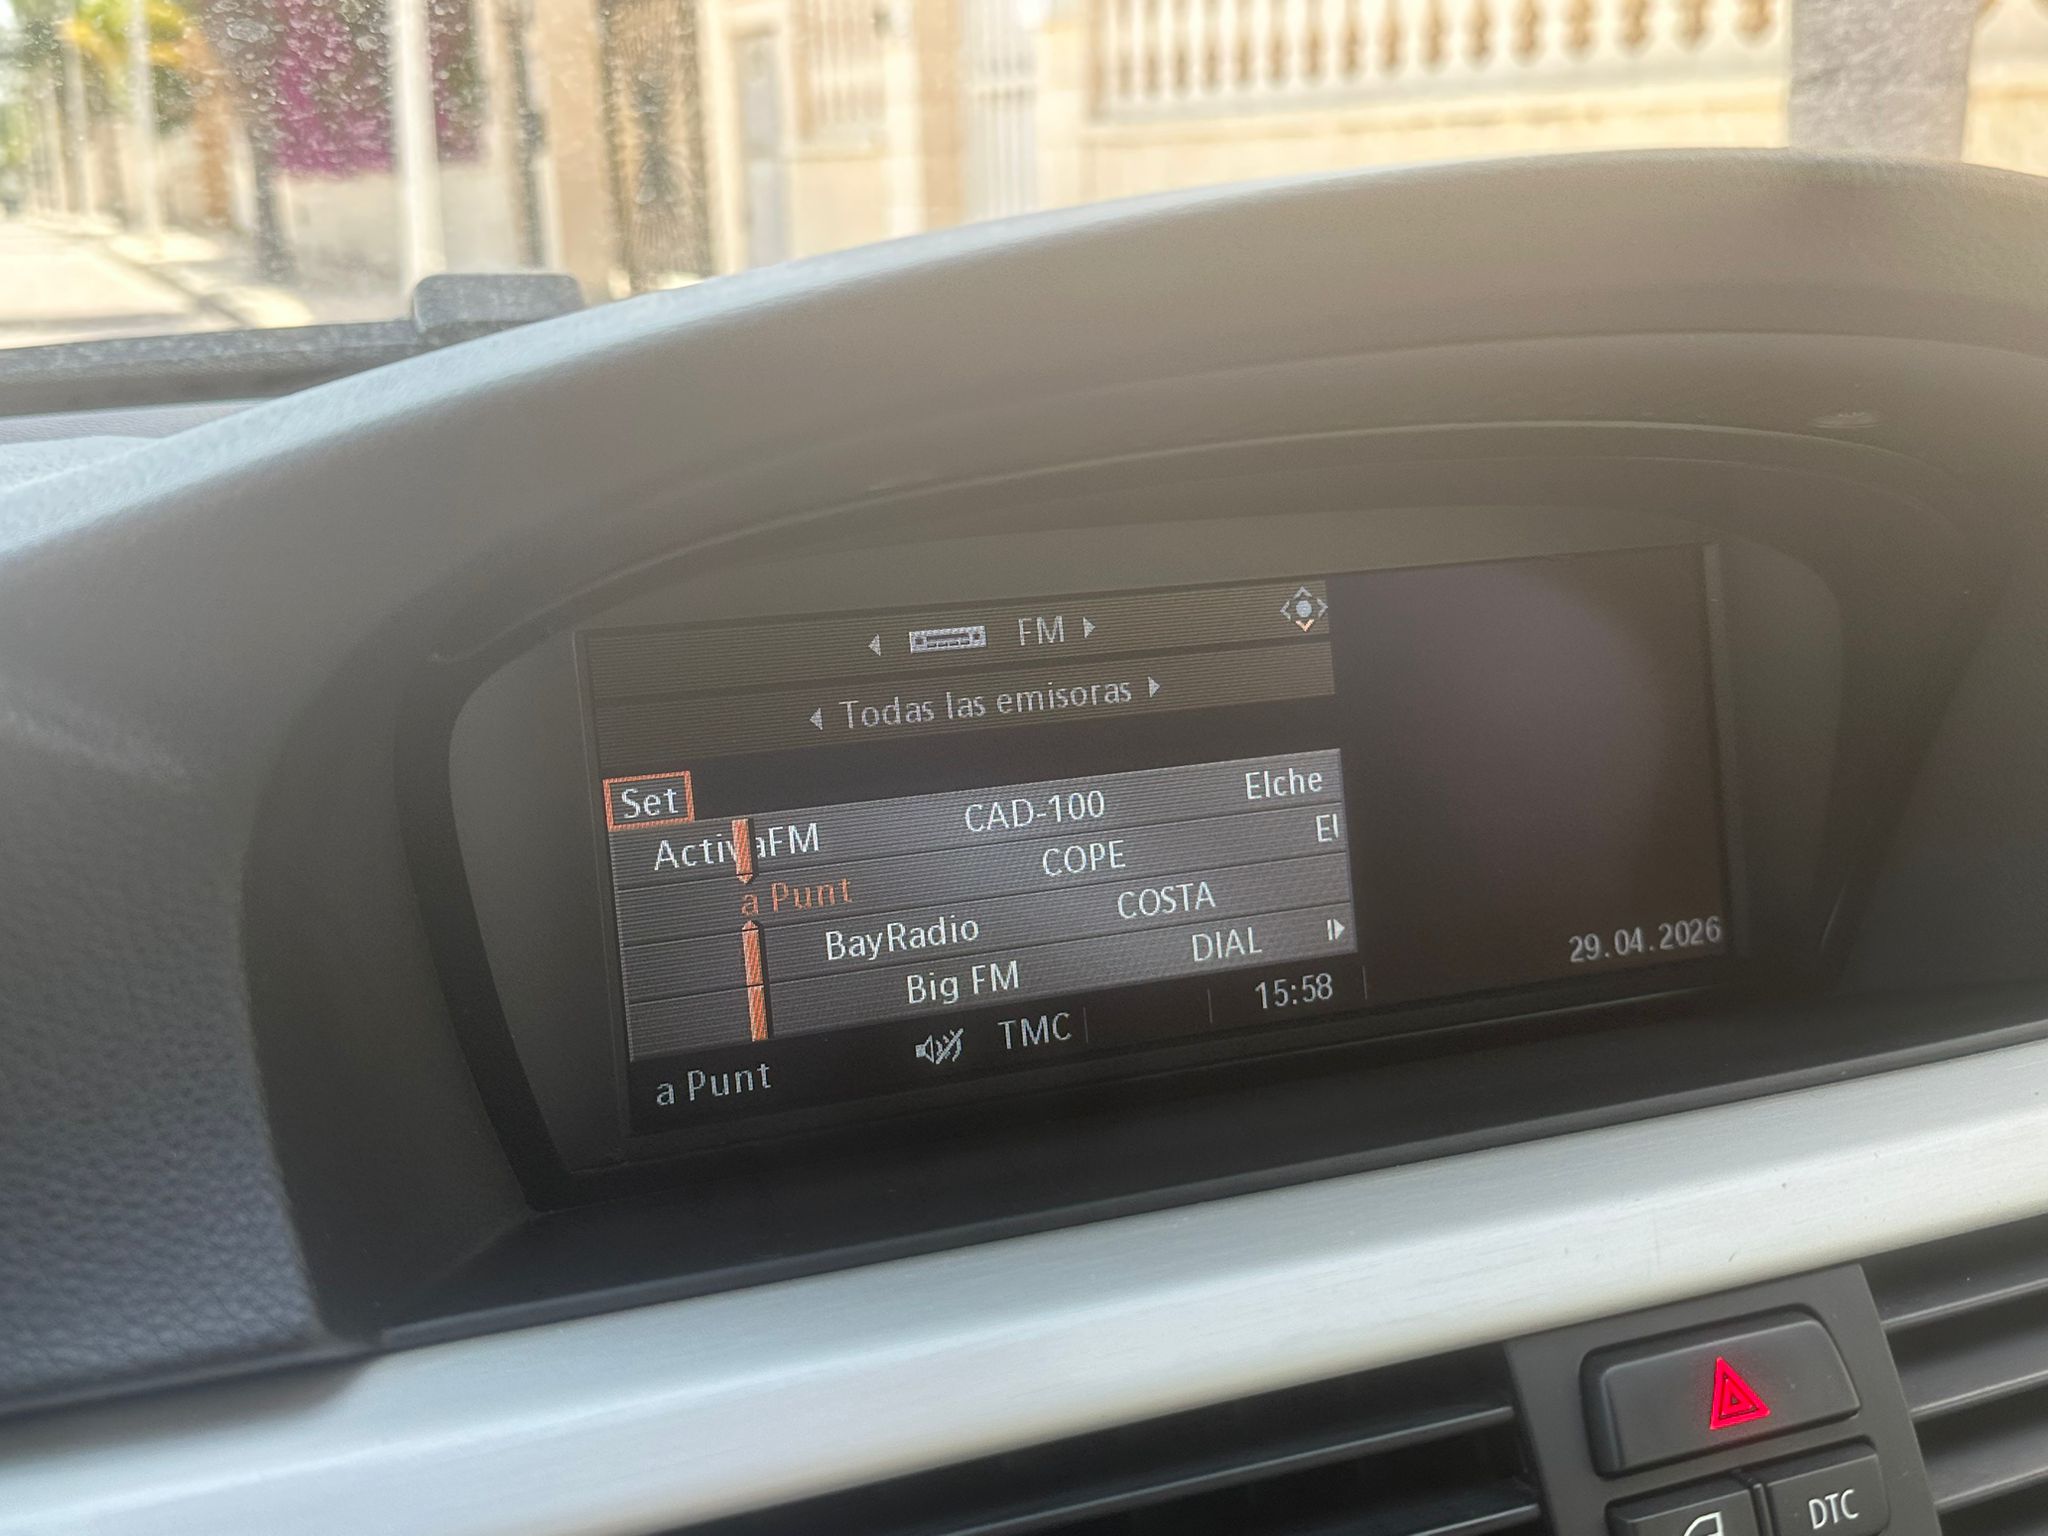 FM
Todas las emisoras
Set
ActivaFM CAD-100 Elche
a Punt COPE El
BayRadio COSTA
Big FM DIAL
a Punt TMC 15:58 29.04.2026
DTC